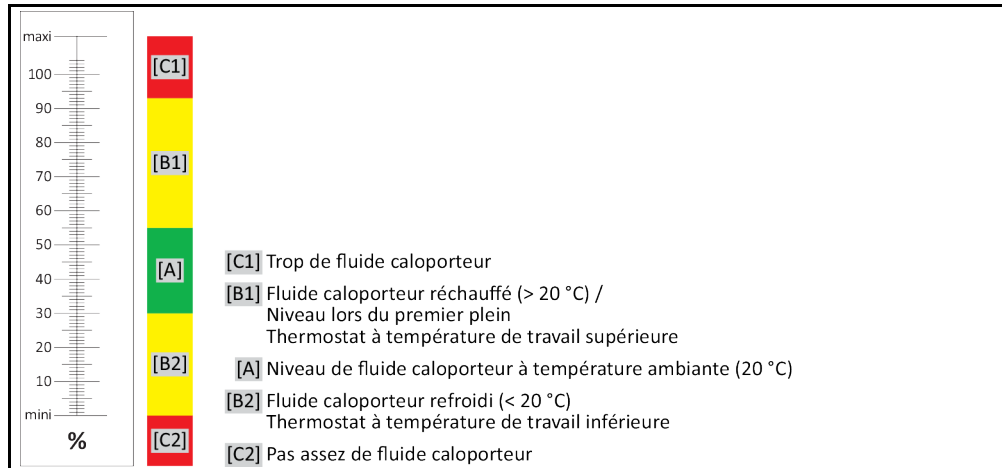 maxi
100
90
80
70
60
50
40
30
20
10
mini
%
[C1]
[B1]
[A]
[B2]
[C2]
[C1] Trop de fluide caloporteur
[B1] Fluide caloporteur réchauffé (> 20 °C) /
Niveau lors du premier plein
Thermostat à température de travail supérieure
[A] Niveau de fluide caloporteur à température ambiante (20 °C)
[B2] Fluide caloporteur refroidi (< 20 °C)
Thermostat à température de travail inférieure
[C2] Pas assez de fluide caloporteur